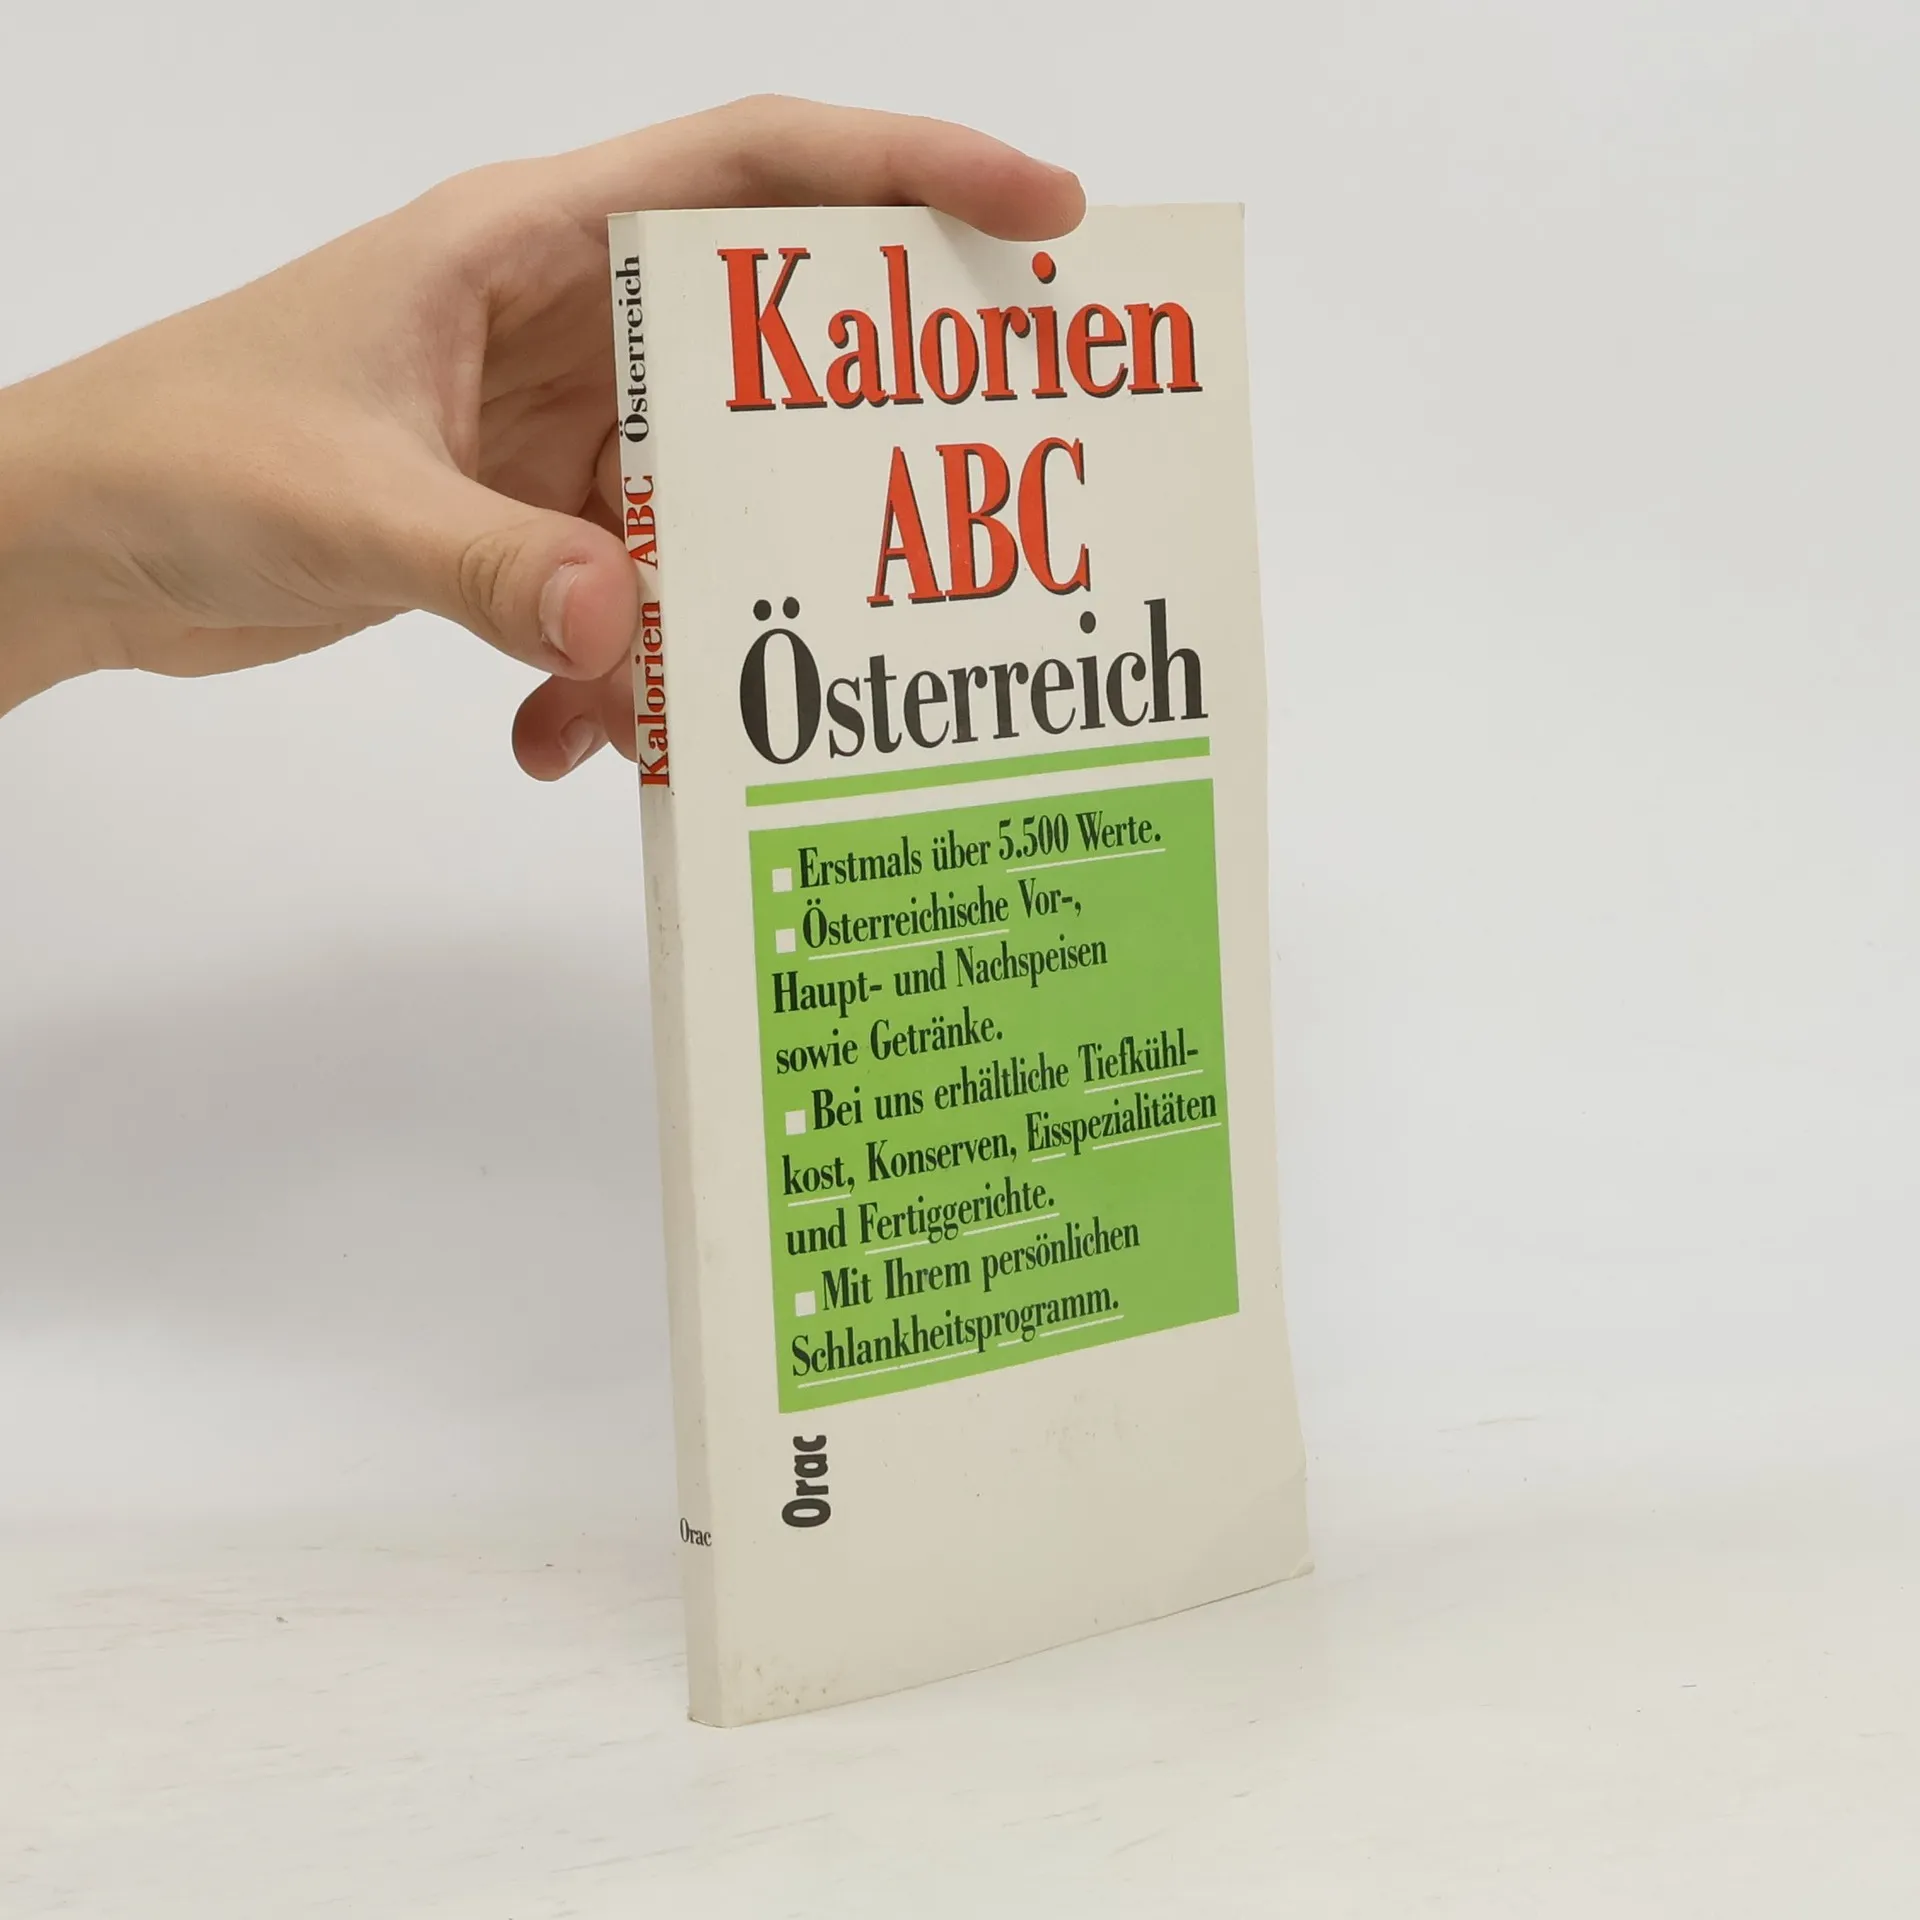 Kalorien
ABC
Österreich
Erstmals über 5.500 Werte.
Österreichische Vor-,
Haupt- und Nachspeisen
sowie Getränke.
Bei uns erhältliche Tiefkühl-
kost, Konserven, Eisspezialitäten
und Fertiggerichte.
Mit Ihrem persönlichen
Schlankheitsprogramm.
Orac
Kalorien ABC Österreich
Orac